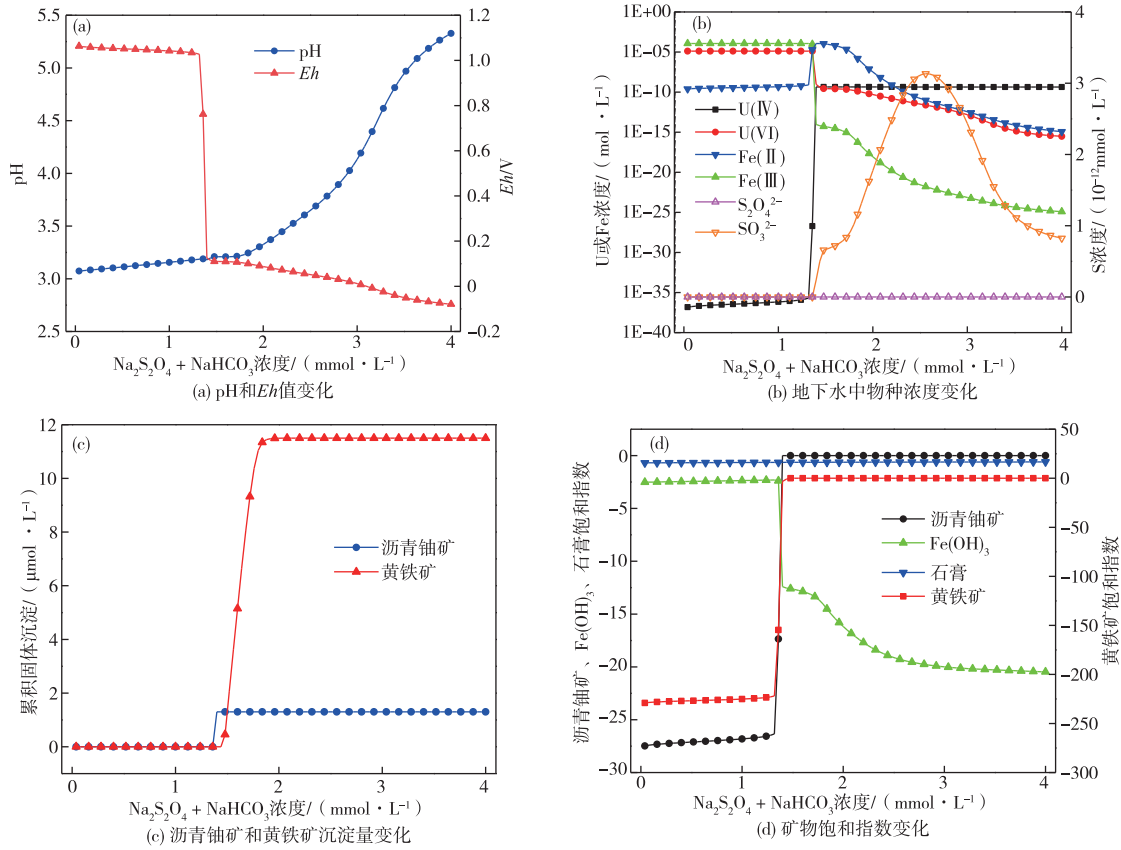 (a)
pH
Eh
5.5
5.0
4.5
4.0
3.5
3.0
2.5
pH
1.2
1.0
0.8
0.6
0.4
0.2
0
−0.2
Eh/V
0 1 2 3 4
Na₂S₂O₄ + NaHCO₃浓度/（mmol・L⁻¹）
(a) pH和Eh值变化
(b)
1E+00
1E−05
1E−10
1E−15
1E−20
1E−25
1E−30
1E−35
1E−40
U或Fe浓度/（mol・L⁻¹）
U(Ⅳ)
U(Ⅵ)
Fe(Ⅱ)
Fe(Ⅲ)
S₂O₄²⁻
SO₃²⁻
4
3
2
1
0
S浓度/（10⁻¹²mmol・L⁻¹）
0 1 2 3 4
Na₂S₂O₄ + NaHCO₃浓度/（mmol・L⁻¹）
(b) 地下水中物种浓度变化
(c)
12
10
8
6
4
2
0
累积固体沉淀/（μmol・L⁻¹）
沥青铀矿
黄铁矿
0 1 2 3 4
Na₂S₂O₄ + NaHCO₃浓度/（mmol・L⁻¹）
(c) 沥青铀矿和黄铁矿沉淀量变化
(d)
0
−5
−10
−15
−20
−25
−30
沥青铀矿、Fe(OH)₃、石膏饱和指数
沥青铀矿
Fe(OH)₃
石膏
黄铁矿
50
0
−50
−100
−150
−200
−250
−300
黄铁矿饱和指数
0 1 2 3 4
Na₂S₂O₄ + NaHCO₃浓度/（mmol・L⁻¹）
(d) 矿物饱和指数变化